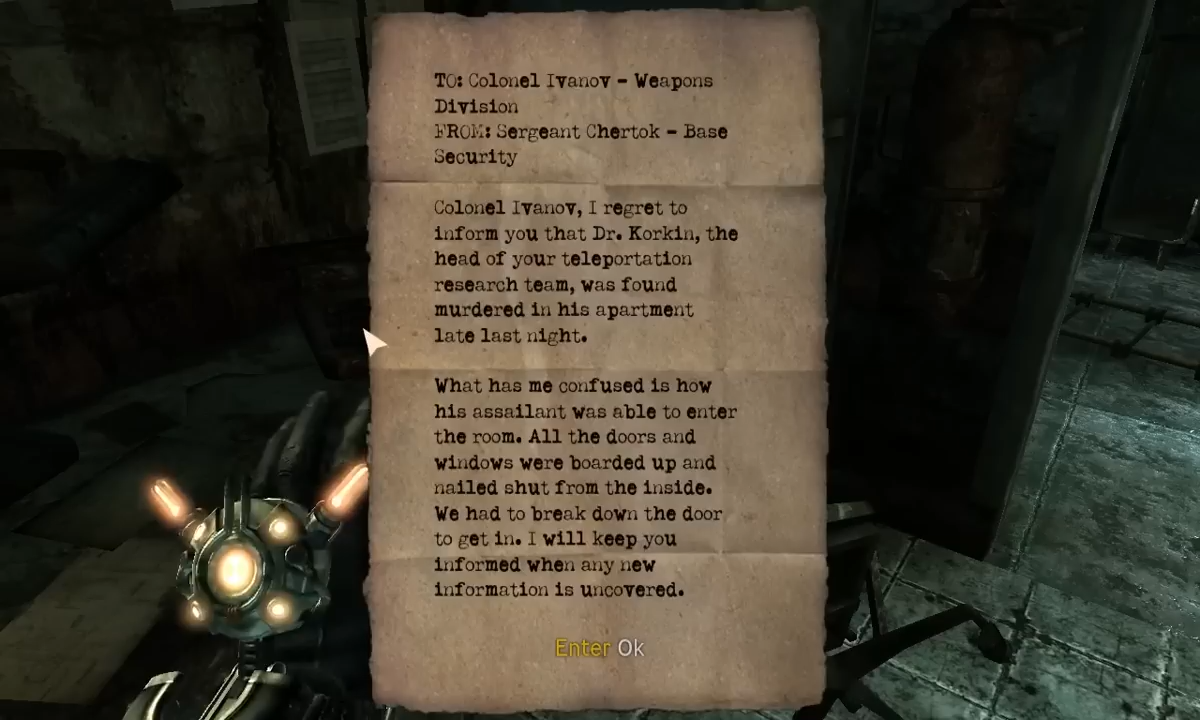 TO: Colonel Ivanov - Weapons
Division
FROM: Sergeant Chertok - Base
Security
Colonel Ivanov, I regret to
inform you that Dr. Korkin, the
head of your teleportation
research team, was found
murdered in his apartment
late last night.
What has me confused is how
his assailant was able to enter
the room. All the doors and
windows were boarded up and
nailed shut from the inside.
We had to break down the door
to get in. I will keep you
informed when any new
information is uncovered.
Enter Ok